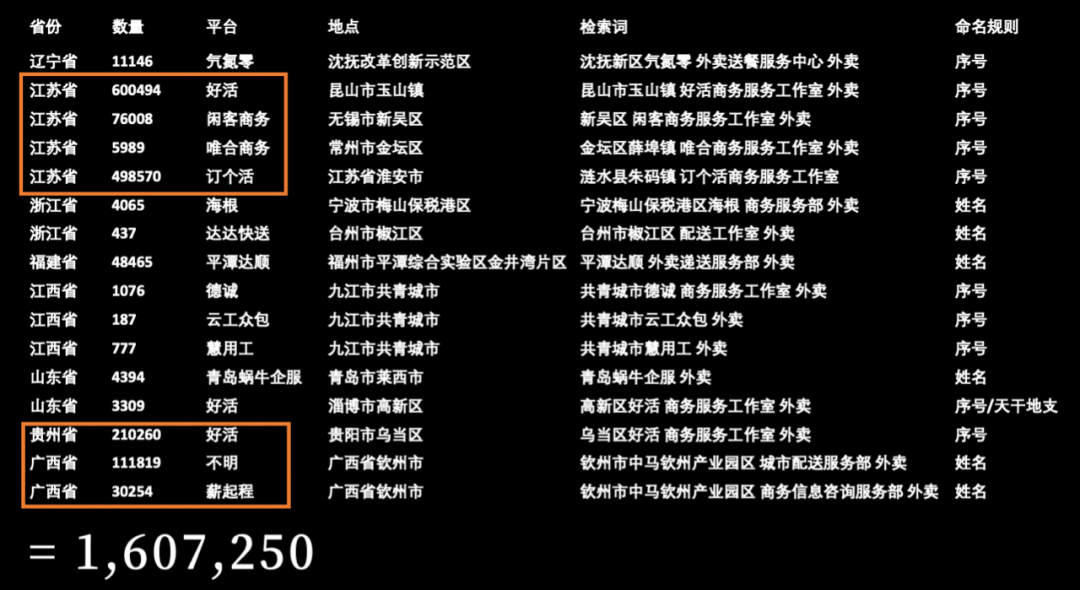 省份 数量 平台 地点 检索词 命名规则
辽宁省 11146 氕氮零 沈抚改革创新示范区 沈抚新区氕氮零 外卖送餐服务中心 外卖 序号
江苏省 600494 好活 昆山市玉山镇 昆山市玉山镇 好活商务服务工作室 外卖 序号
江苏省 76008 闲客商务 无锡市新吴区 新吴区 闲客商务服务工作室 外卖 序号
江苏省 5989 唯合商务 常州市金坛区 金坛区薛埠镇 唯合商务服务工作室 外卖 序号
江苏省 498570 订个活 江苏省淮安市 涟水县朱码镇 订个活商务服务工作室 序号
浙江省 4065 海根 宁波市梅山保税港区 宁波梅山保税港区海根 商务服务部 外卖 姓名
浙江省 437 达达快送 台州市椒江区 台州市椒江区 配送工作室 外卖 姓名
福建省 48465 平潭达顺 福州市平潭综合实验区金井湾片区 平潭达顺 外卖递送服务部 外卖 姓名
江西省 1076 德诚 九江市共青城市 共青城市德诚 商务服务工作室 外卖 序号
江西省 187 云工众包 九江市共青城市 共青城市云工众包 外卖 序号
江西省 777 慧用工 九江市共青城市 共青城市慧用工 外卖 序号
山东省 4394 青岛蜗牛企服 青岛市莱西市 青岛蜗牛企服 外卖 姓名
山东省 3309 好活 淄博市高新区 高新区好活 商务服务工作室 外卖 序号/天干地支
贵州省 210260 好活 贵阳市乌当区 乌当区好活 商务服务工作室 外卖 序号
广西省 111819 不明 广西省钦州市 钦州市中马钦州产业园区 城市配送服务部 外卖 姓名
广西省 30254 薪起程 广西省钦州市 钦州市中马钦州产业园区 商务信息咨询服务部 外卖 姓名
= 1,607,250